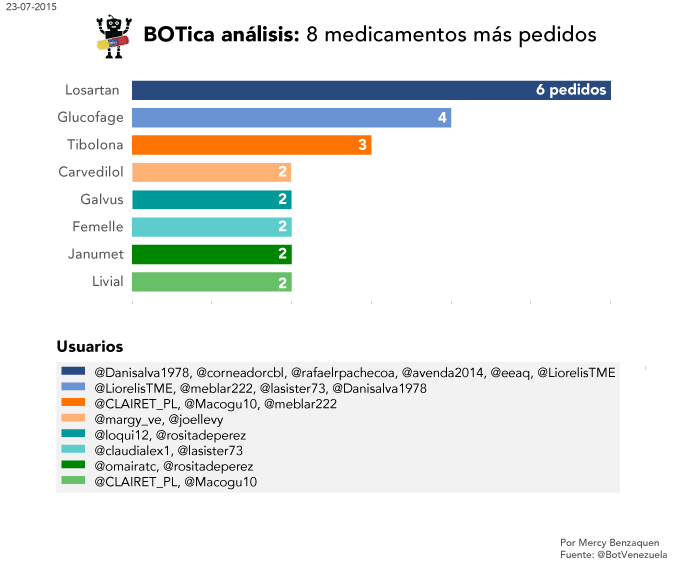 23-07-2015
BOTica análisis: 8 medicamentos más pedidos
Losartan 6 pedidos
Glucofage 4
Tibolona 3
Carvedilol 2
Galvus 2
Femelle 2
Janumet 2
Livial 2
Usuarios
@Danisalva1978, @corneadorcbl, @rafaelrpachecoa, @avenda2014, @eeaq, @LiorelisTME
@LiorelisTME, @meblar222, @lasister73, @Danisalva1978
@CLAIRET_PL, @Macogu10, @meblar222
@margy_ve, @joellevy
@loqui12, @rositadeperez
@claudialex1, @lasister73
@omairatc, @rositadeperez
@CLAIRET_PL, @Macogu10
Por Mercy Benzaquen
Fuente: @BotVenezuela